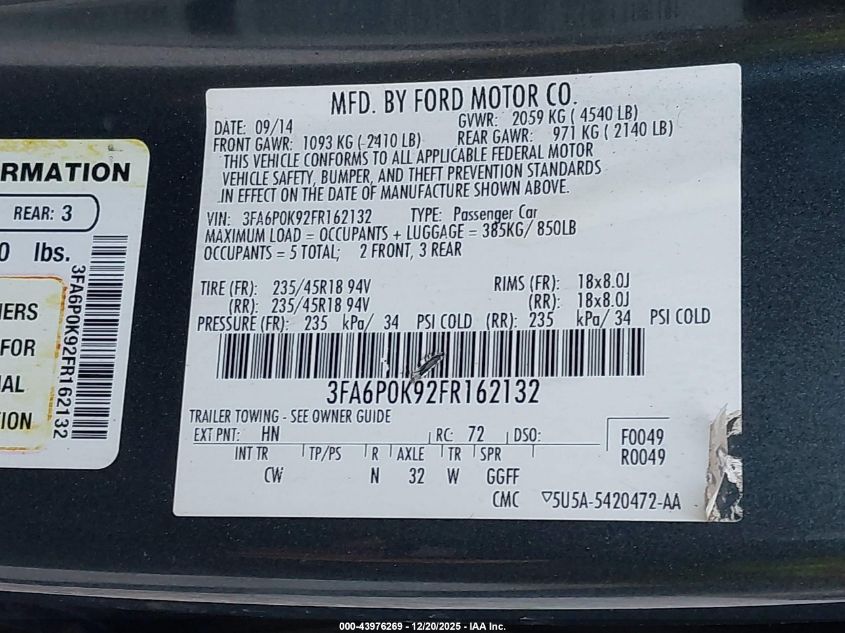 RMATION
REAR: 3
0 lbs.
3FA6P0K92FR162132
ERS
FOR
AL
TION
MFD. BY FORD MOTOR CO.
DATE: 09/14 GVWR: 2059 KG ( 4540 LB)
FRONT GAWR: 1093 KG ( 2410 LB) REAR GAWR: 971 KG ( 2140 LB)
THIS VEHICLE CONFORMS TO ALL APPLICABLE FEDERAL MOTOR
VEHICLE SAFETY, BUMPER, AND THEFT PREVENTION STANDARDS
IN EFFECT ON THE DATE OF MANUFACTURE SHOWN ABOVE.
VIN: 3FA6P0K92FR162132 TYPE: Passenger Car
MAXIMUM LOAD = OCCUPANTS + LUGGAGE = 385KG/ 850LB
OCCUPANTS = 5 TOTAL; 2 FRONT, 3 REAR
TIRE (FR): 235/45R18 94V RIMS (FR): 18x8.0J
(RR): 235/45R18 94V (RR): 18x8.0J
PRESSURE (FR): 235 kPa/ 34 PSI COLD (RR): 235 kPa/ 34 PSI COLD
3FA6P0K92FR162132
TRAILER TOWING - SEE OWNER GUIDE
EXT PNT: HN RC: 72 DSO: F0049
R0049
INT TR TP/PS R AXLE TR SPR
CW N 32 W GGFF
CMC ▽5U5A-5420472-AA
000-43976269 - 12/20/2025 - IAA Inc.